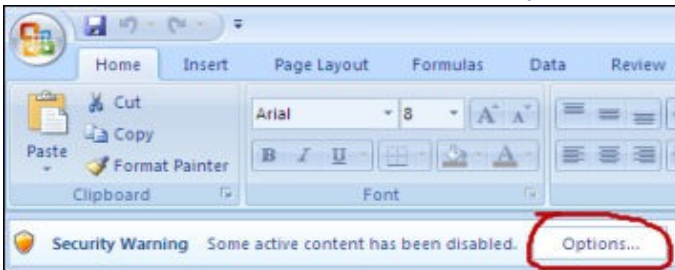 Home Insert Page Layout Formulas Data Review
Cut
Copy
Paste
Format Painter
Arial 8 A A
B I U A
Clipboard Font
Security Warning Some active content has been disabled. Options...